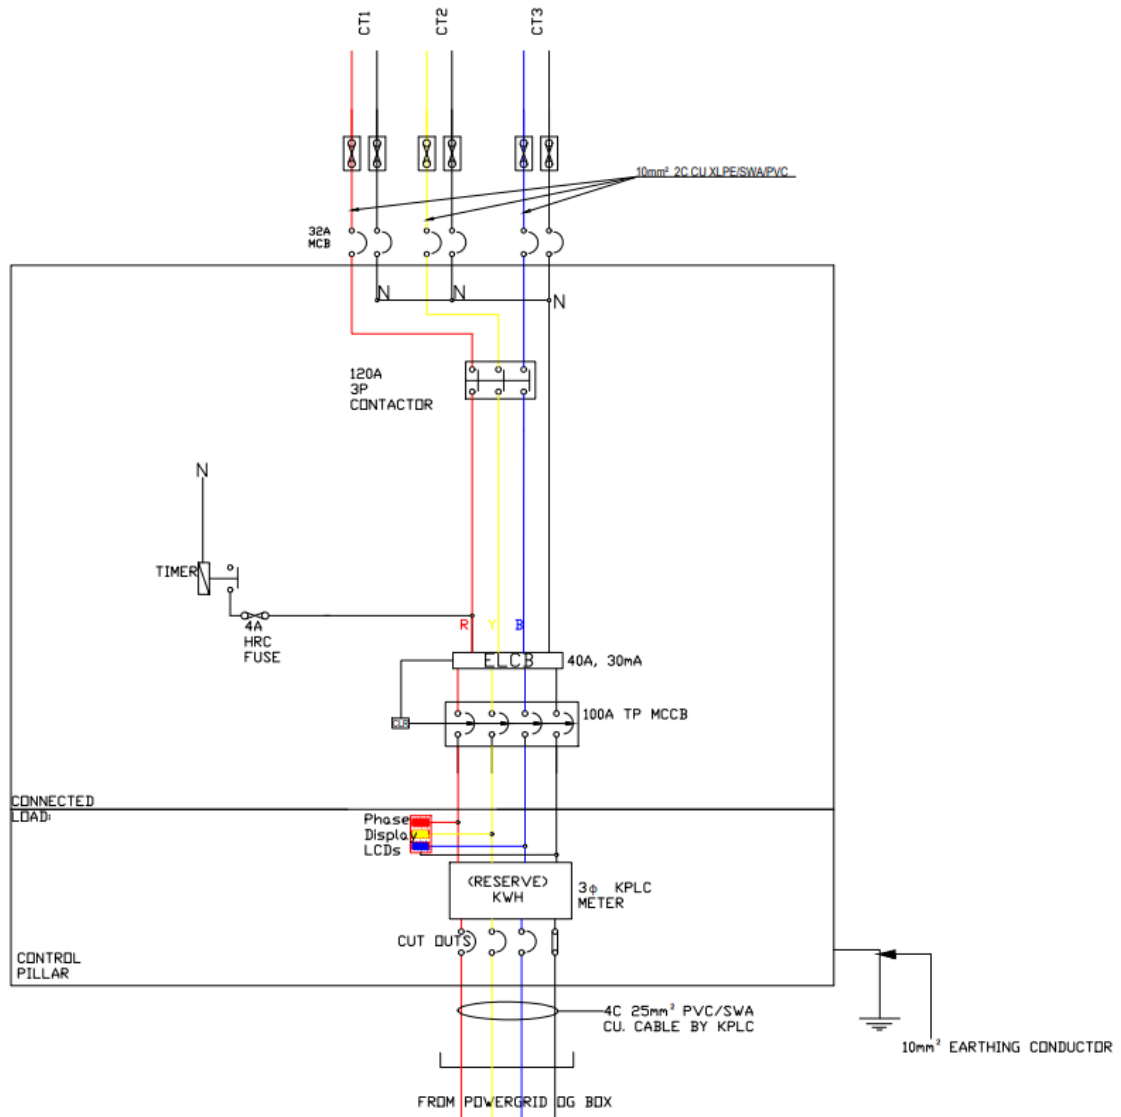 CT1
CT2
CT3
10mm² 2C CU XLPE/SWA/PVC
32A
MCB
N
N
N
120A
3P
CONTACTOR
N
TIMER
4A
HRC
FUSE
R
Y
B
ELCB
40A, 30mA
100A TP MCCB
CONNECTED
LOAD:
Phase
Display
LCDs
(RESERVE)
KWH
3ϕ KPLC
METER
CUT OUTS
CONTROL
PILLAR
4C 25mm² PVC/SWA
CU. CABLE BY KPLC
10mm² EARTHING CONDUCTOR
FROM POWERGRID OG BOX